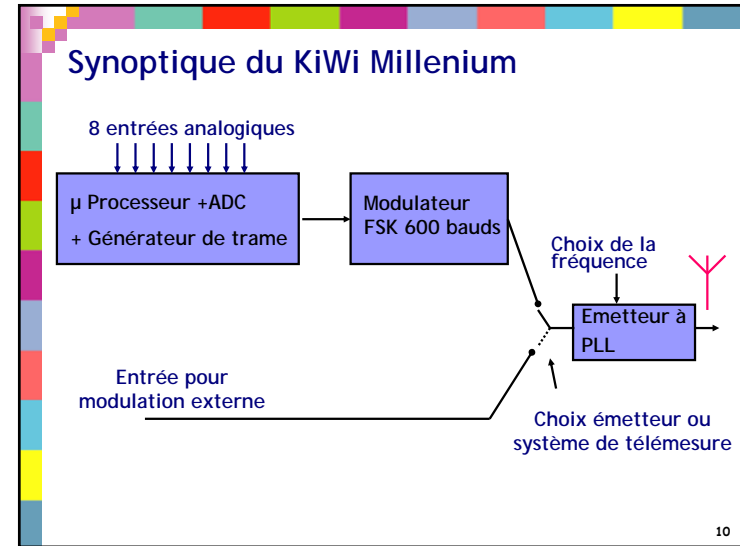 Synoptique du KiWi Millenium
8 entrées analogiques
µ Processeur +ADC
+ Générateur de trame
Modulateur
FSK 600 bauds
Choix de la
fréquence
Emetteur à
PLL
Entrée pour
modulation externe
Choix émetteur ou
système de télémesure
10